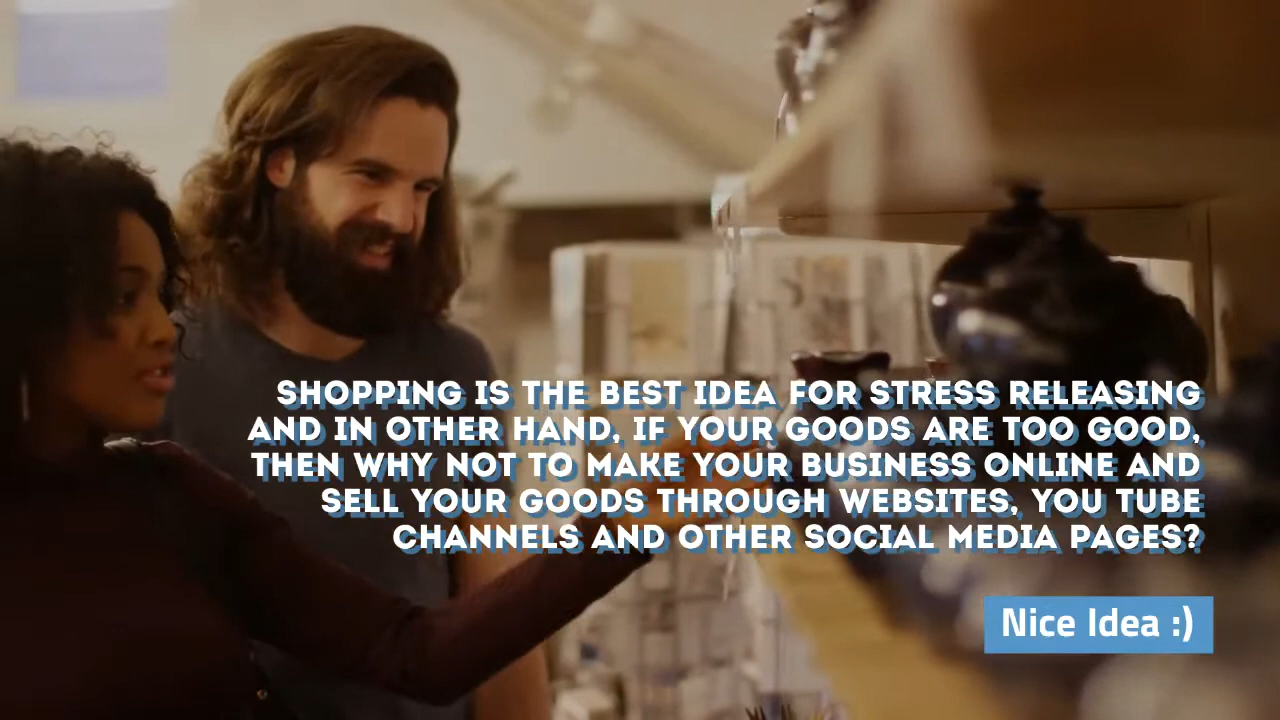 SHOPPING IS THE BEST IDEA FOR STRESS RELEASING
AND IN OTHER HAND, IF YOUR GOODS ARE TOO GOOD,
THEN WHY NOT TO MAKE YOUR BUSINESS ONLINE AND
SELL YOUR GOODS THROUGH WEBSITES, YOU TUBE
CHANNELS AND OTHER SOCIAL MEDIA PAGES?
Nice Idea :)